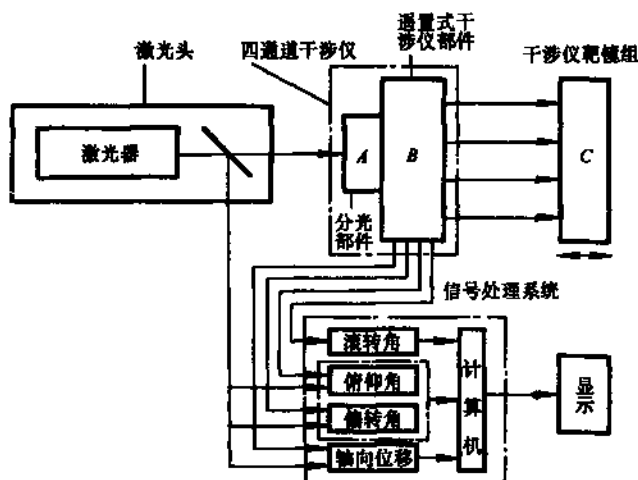 激光头
四通道干涉仪
遥置式干
涉仪部件
干涉仪靶镜组
激光器
A
B
C
分光
部件
信号处理系统
滚转角
俯仰角
偏转角
轴向位移
计算机
显示